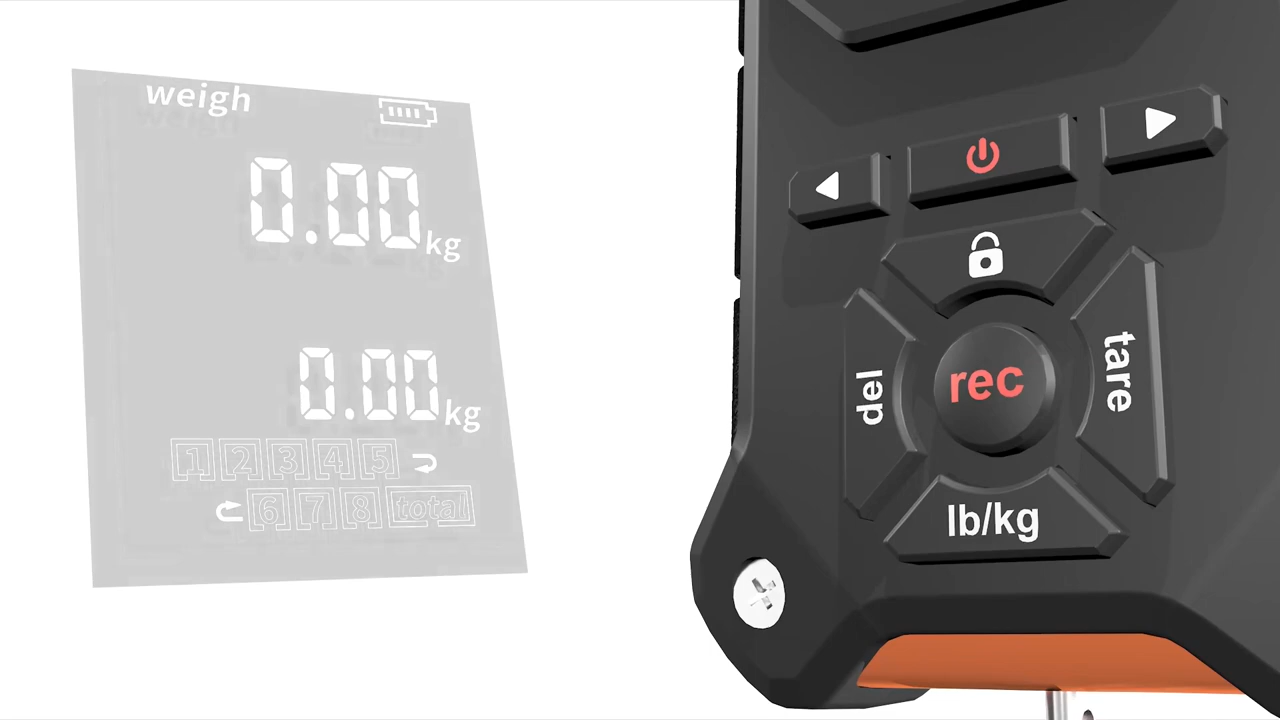 weigh
0.00kg
0.00kg
1 2 3 4 5
6 7 8 total
del
rec
tare
lb/kg